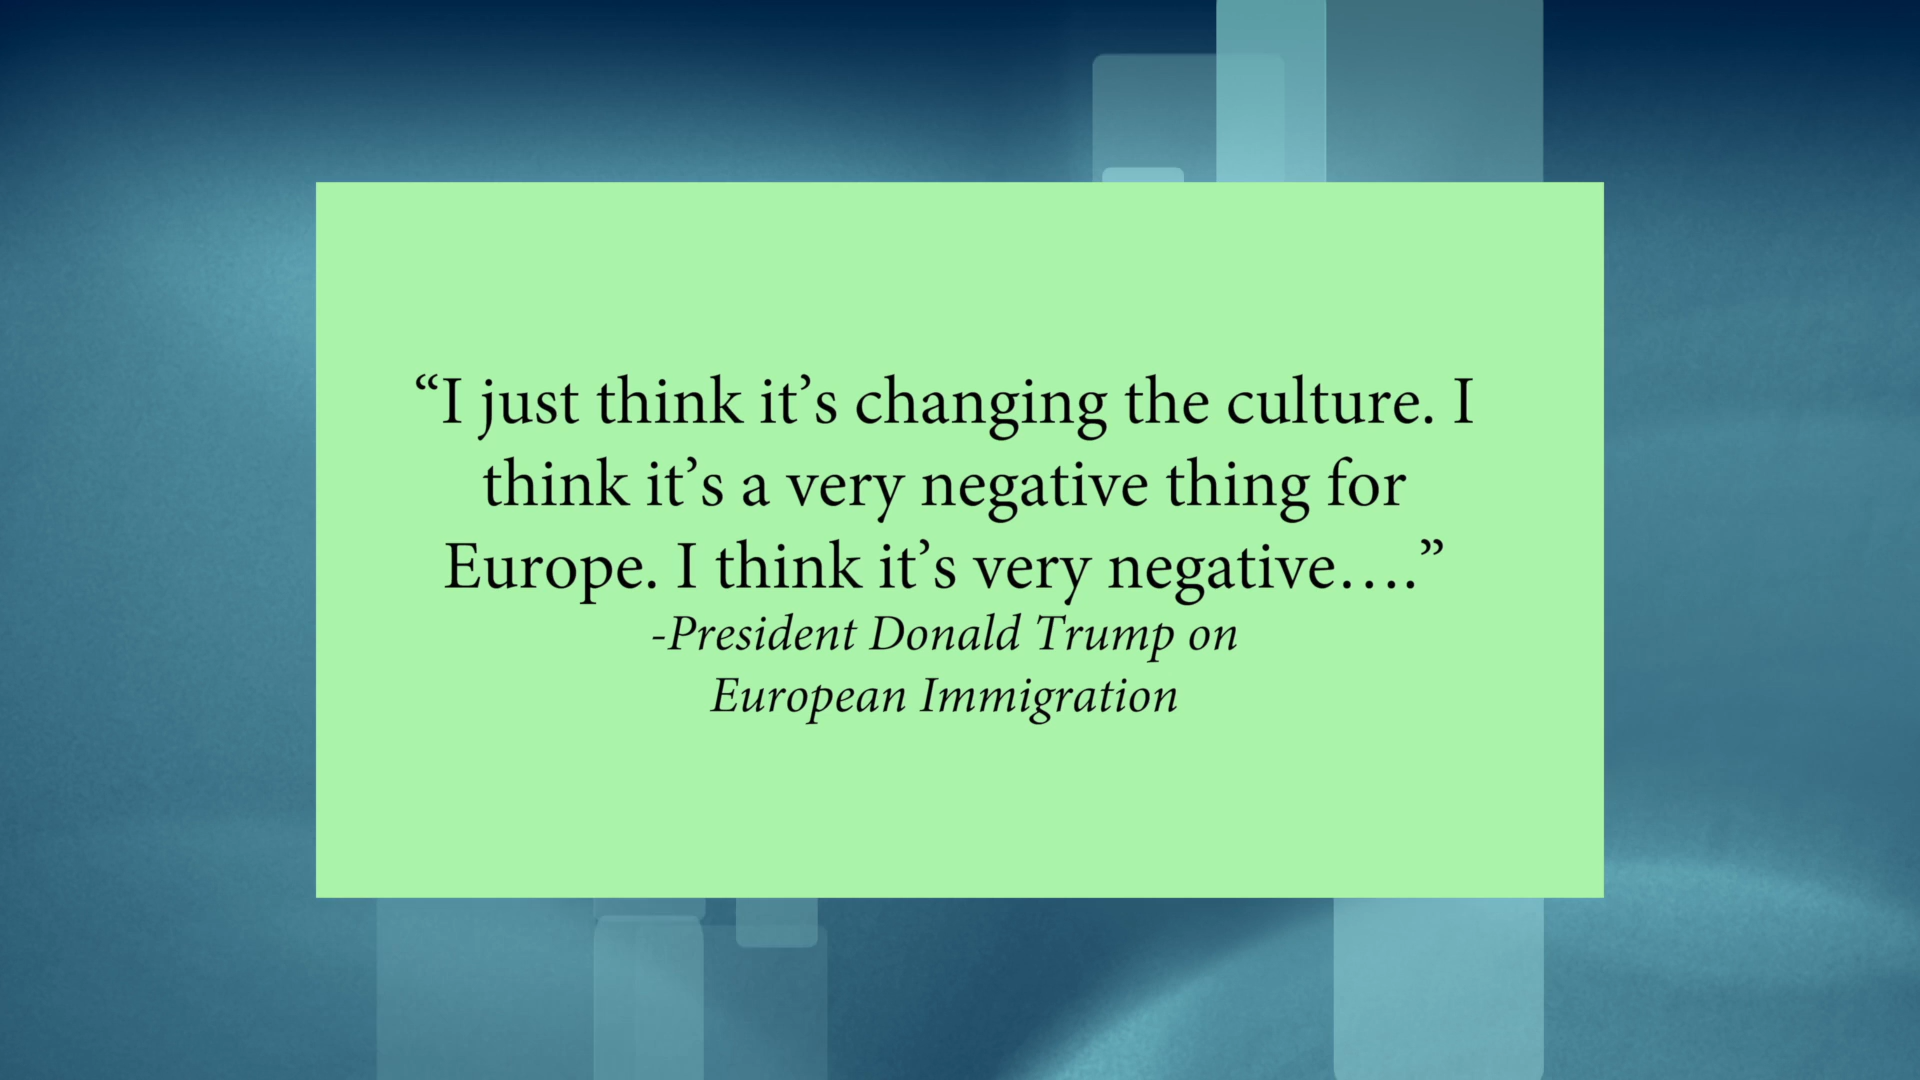 “I just think it’s changing the culture. I
think it’s a very negative thing for
Europe. I think it’s very negative….”
-President Donald Trump on
European Immigration